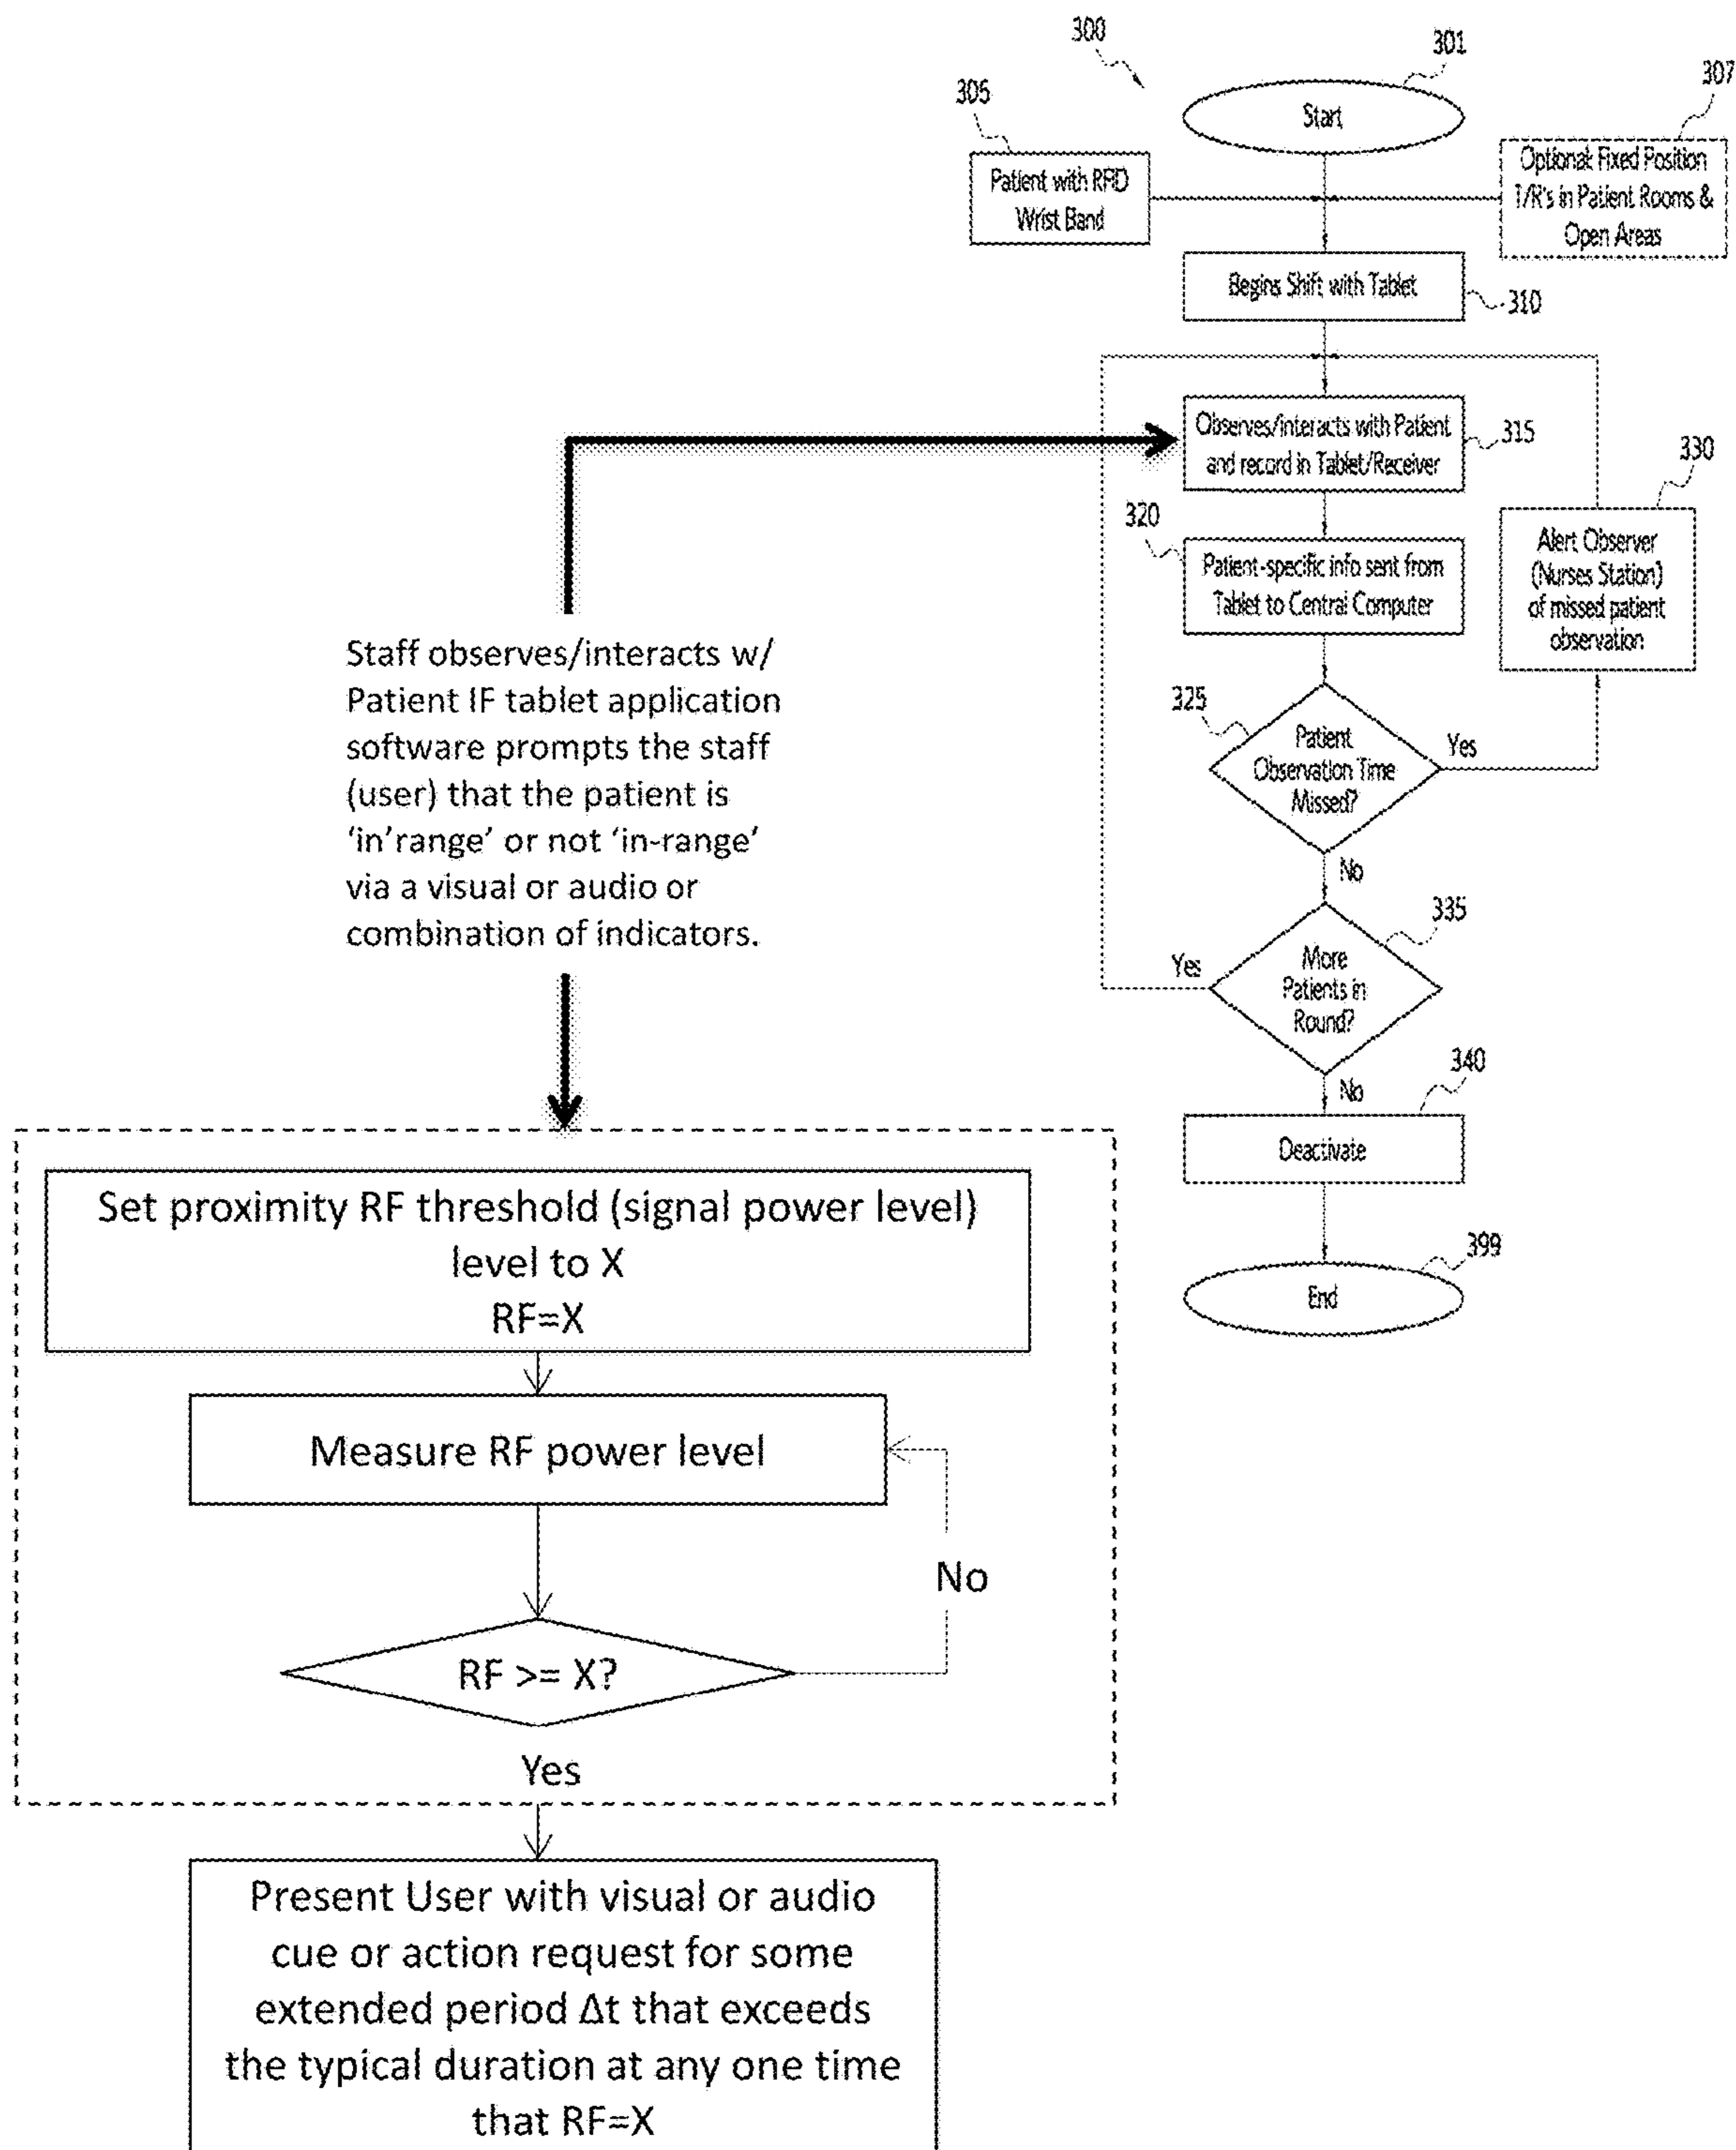 300
301
307
305
Start
Patient with RFID
Wrist Band
Optional: Fixed Position
T/R's in Patient Rooms &
Open Areas
Begins Shift with Tablet
310
Observes/interacts with Patient
and record in Tablet/Receiver
315
330
320
Patient-specific info sent from
Tablet to Central Computer
Alert Observer
(Nurses Station)
of missed patient
observation
325
Patient
Observation Time
Missed?
Yes
No
335
More
Patients in
Round?
Yes
No
340
Deactivate
399
End
Staff observes/interacts w/
Patient IF tablet application
software prompts the staff
(user) that the patient is
‘in’range’ or not ‘in-range’
via a visual or audio or
combination of indicators.
Set proximity RF threshold (signal power level)
level to X
RF=X
Measure RF power level
No
RF >= X?
Yes
Present User with visual or audio
cue or action request for some
extended period Δt that exceeds
the typical duration at any one time
that RF=X